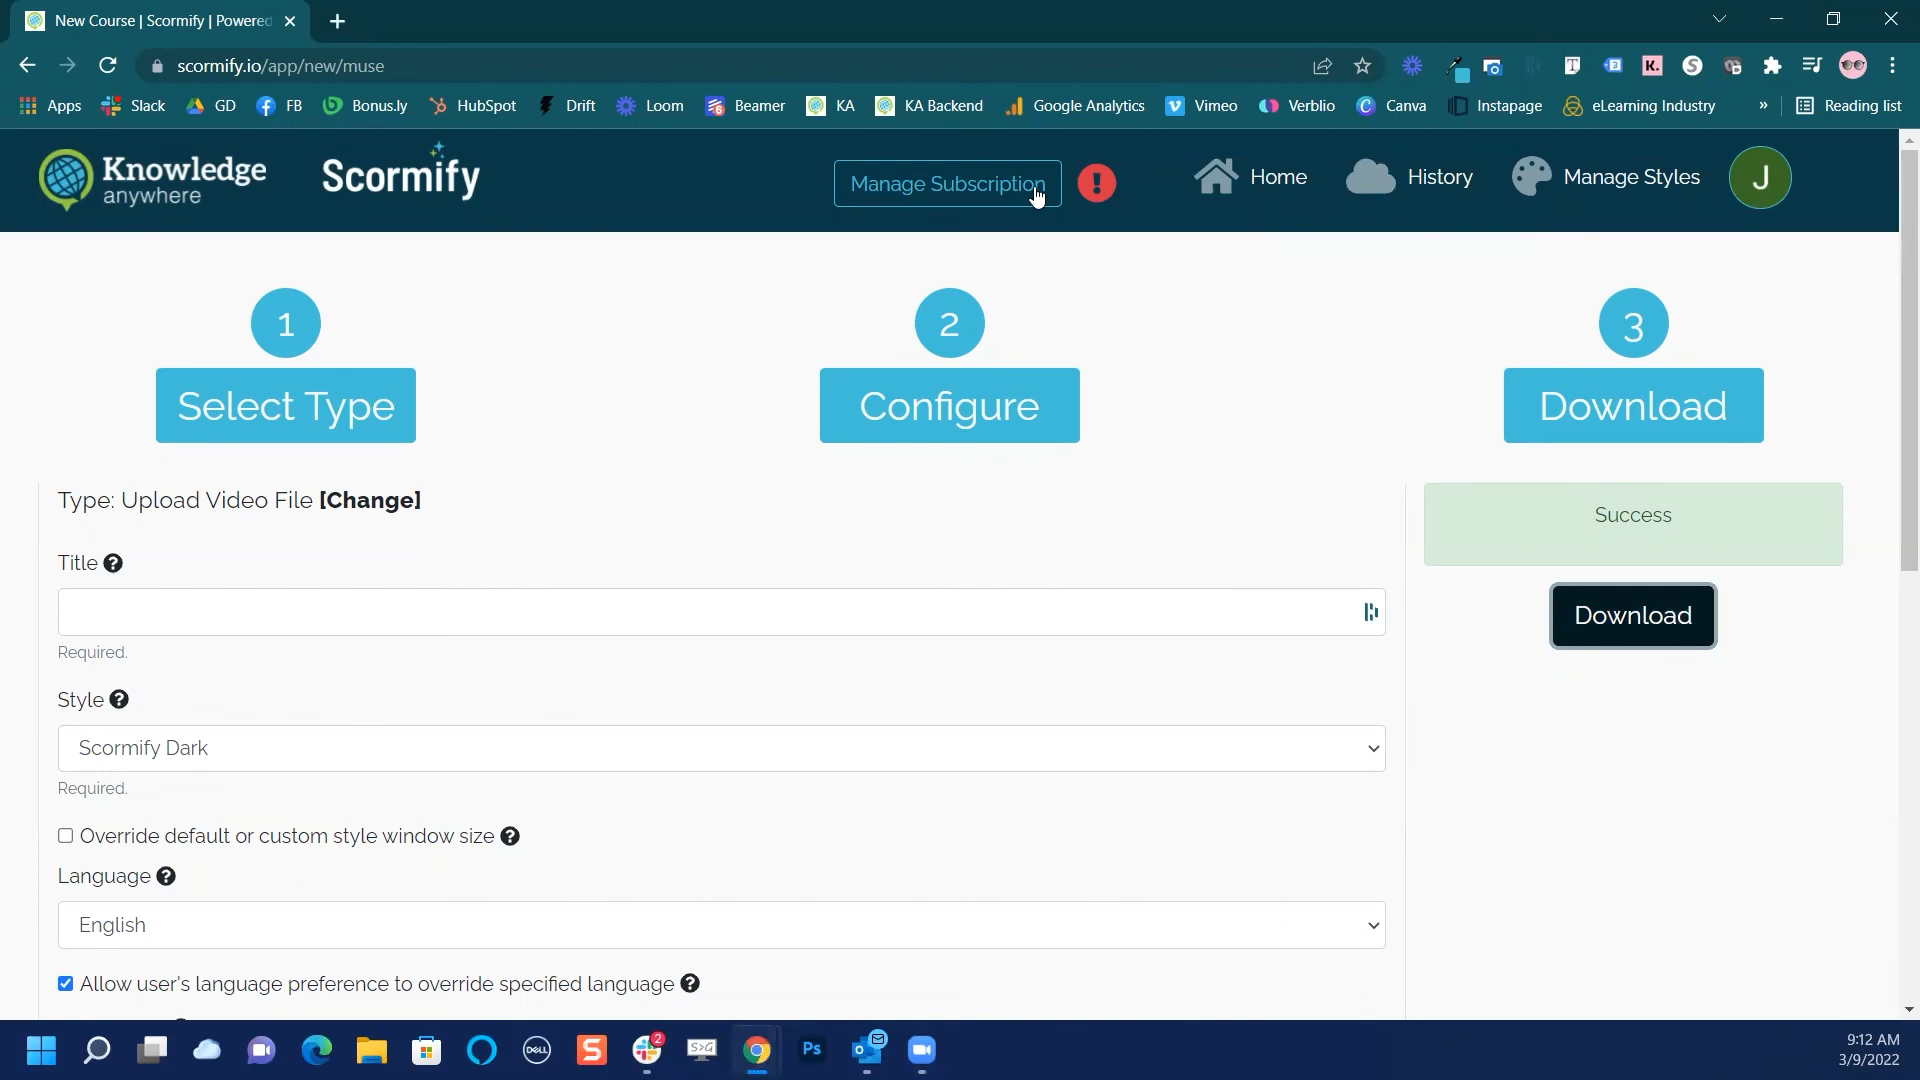 New Course | Scormify | Powered
scormify.io/app/new/muse
Apps Slack GD FB Bonus.ly HubSpot Drift Loom Beamer KA KA Backend Google Analytics Vimeo Verblio Canva Instapage eLearning Industry » Reading list
Knowledge anywhere
Scormify
Manage Subscription
!
Home
History
Manage Styles
J
1
2
3
Select Type
Configure
Download
Type: Upload Video File [Change]
Success
Title ?
Download
Required.
Style ?
Scormify Dark
Required.
Override default or custom style window size ?
Language ?
English
Allow user's language preference to override specified language ?
9:12 AM
3/9/2022